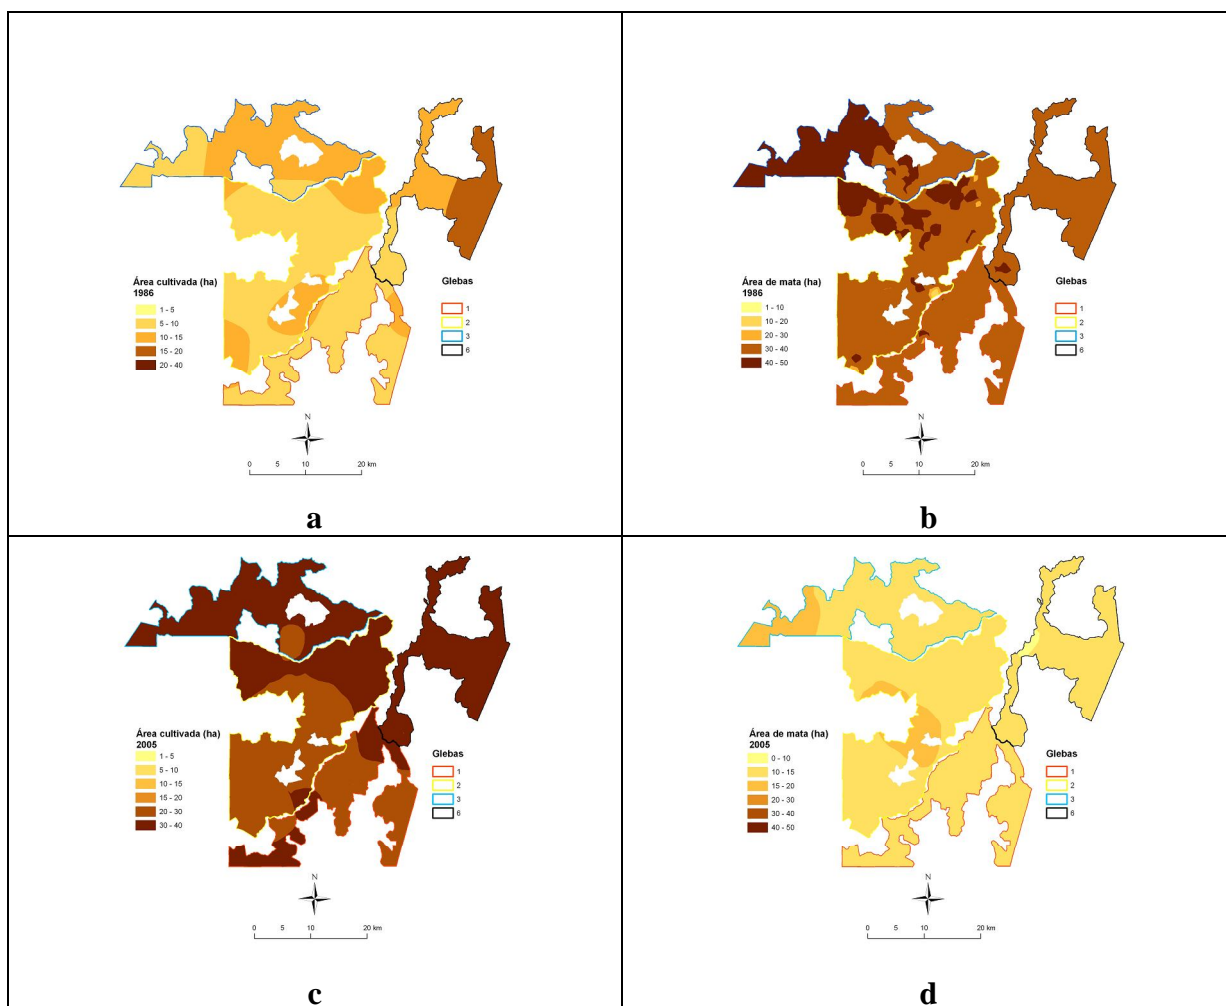 Área cultivada (ha)
1986
1 - 5
5 - 10
10 - 15
15 - 20
20 - 40
Glebas
1
2
3
6
N
0 5 10 20 km
a
Área de mata (ha)
1986
1 - 10
10 - 20
20 - 30
30 - 40
40 - 50
Glebas
1
2
3
6
N
0 5 10 20 km
b
Área cultivada (ha)
2005
1 - 5
5 - 10
10 - 15
15 - 20
20 - 30
30 - 40
Glebas
1
2
3
6
N
0 5 10 20 km
c
Área de mata (ha)
2005
0 - 10
10 - 15
15 - 20
20 - 30
30 - 40
40 - 50
Glebas
1
2
3
6
N
0 5 10 20 km
d